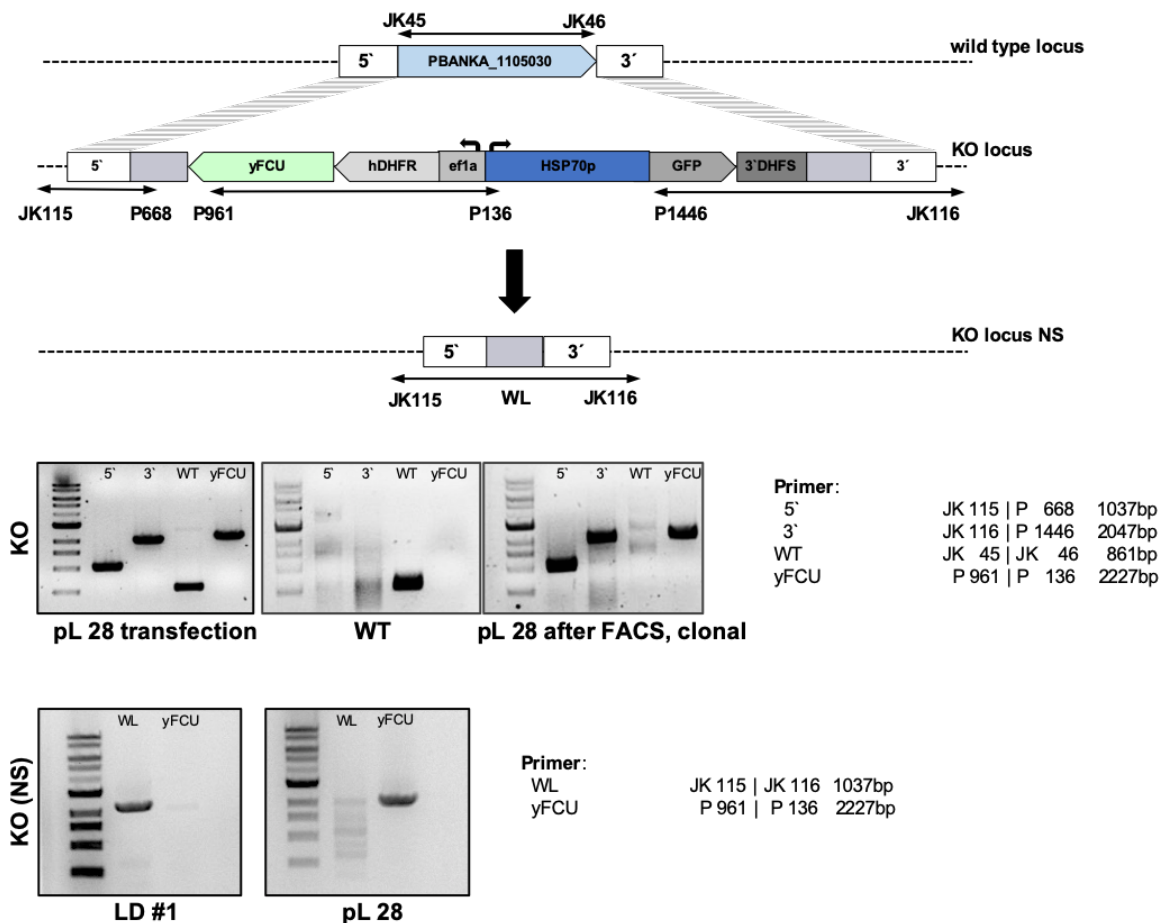 JK45 JK46
5` PBANKA_1105030 3´ wild type locus
5` yFCU hDHFR ef1a HSP70p GFP 3`DHFS 3´ KO locus
JK115 P668 P961 P136 P1446 JK116
KO locus NS
5` 3´
JK115 WL JK116
KO
5` 3` WT yFCU
pL 28 transfection
5` 3` WT yFCU
WT
5` 3` WT yFCU
pL 28 after FACS, clonal
Primer:
5` JK 115 | P 668 1037bp
3` JK 116 | P 1446 2047bp
WT JK 45 | JK 46 861bp
yFCU P 961 | P 136 2227bp
KO (NS)
WL yFCU
LD #1
WL yFCU
pL 28
Primer:
WL JK 115 | JK 116 1037bp
yFCU P 961 | P 136 2227bp